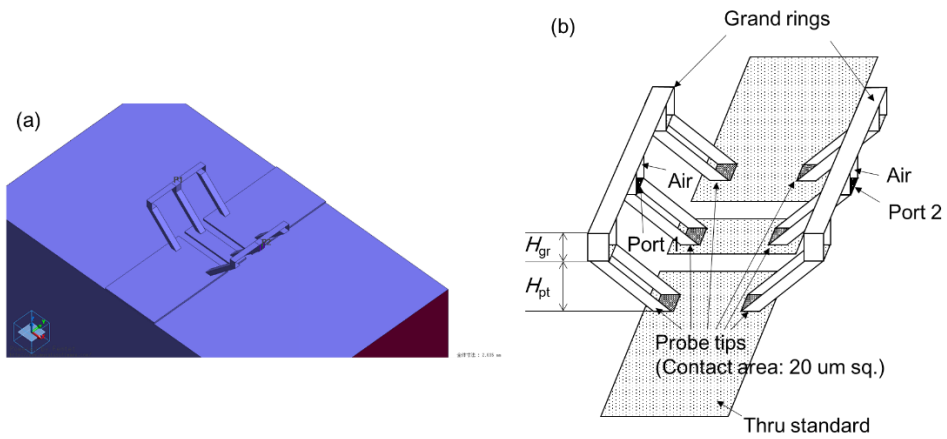 (a)
(b)
Grand rings
Air
Air
Port 1
Port 2
Hgr
Hpt
Probe tips
(Contact area: 20 um sq.)
Thru standard